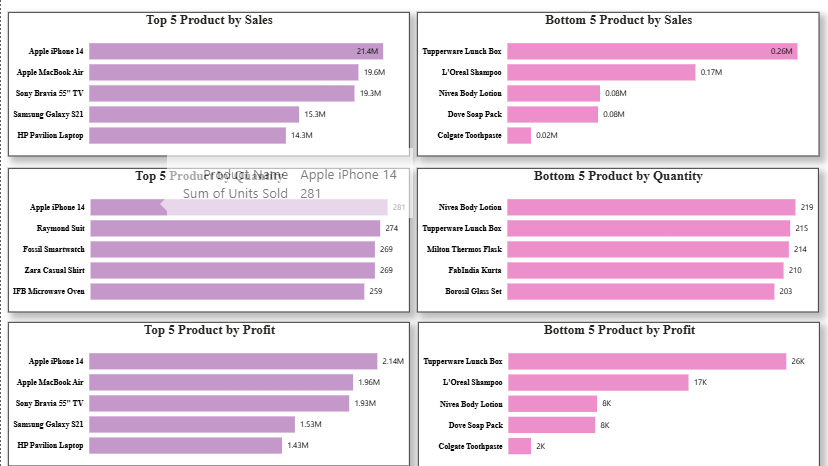 Top 5 Product by Sales
Apple iPhone 14 21.4M
Apple MacBook Air 19.6M
Sony Bravia 55" TV 19.3M
Samsung Galaxy S21 15.3M
HP Pavilion Laptop 14.3M
Bottom 5 Product by Sales
Tupperware Lunch Box 0.26M
L'Oreal Shampoo 0.17M
Nivea Body Lotion 0.08M
Dove Soap Pack 0.08M
Colgate Toothpaste 0.02M
Top 5 Product by Quantity
Product Name Apple iPhone 14
Sum of Units Sold 281
Apple iPhone 14 281
Raymond Suit 274
Fossil Smartwatch 269
Zara Casual Shirt 269
IFB Microwave Oven 259
Bottom 5 Product by Quantity
Nivea Body Lotion 219
Tupperware Lunch Box 215
Milton Thermos Flask 214
FabIndia Kurta 210
Borosil Glass Set 203
Top 5 Product by Profit
Apple iPhone 14 2.14M
Apple MacBook Air 1.96M
Sony Bravia 55" TV 1.93M
Samsung Galaxy S21 1.53M
HP Pavilion Laptop 1.43M
Bottom 5 Product by Profit
Tupperware Lunch Box 26K
L'Oreal Shampoo 17K
Nivea Body Lotion 8K
Dove Soap Pack 8K
Colgate Toothpaste 2K